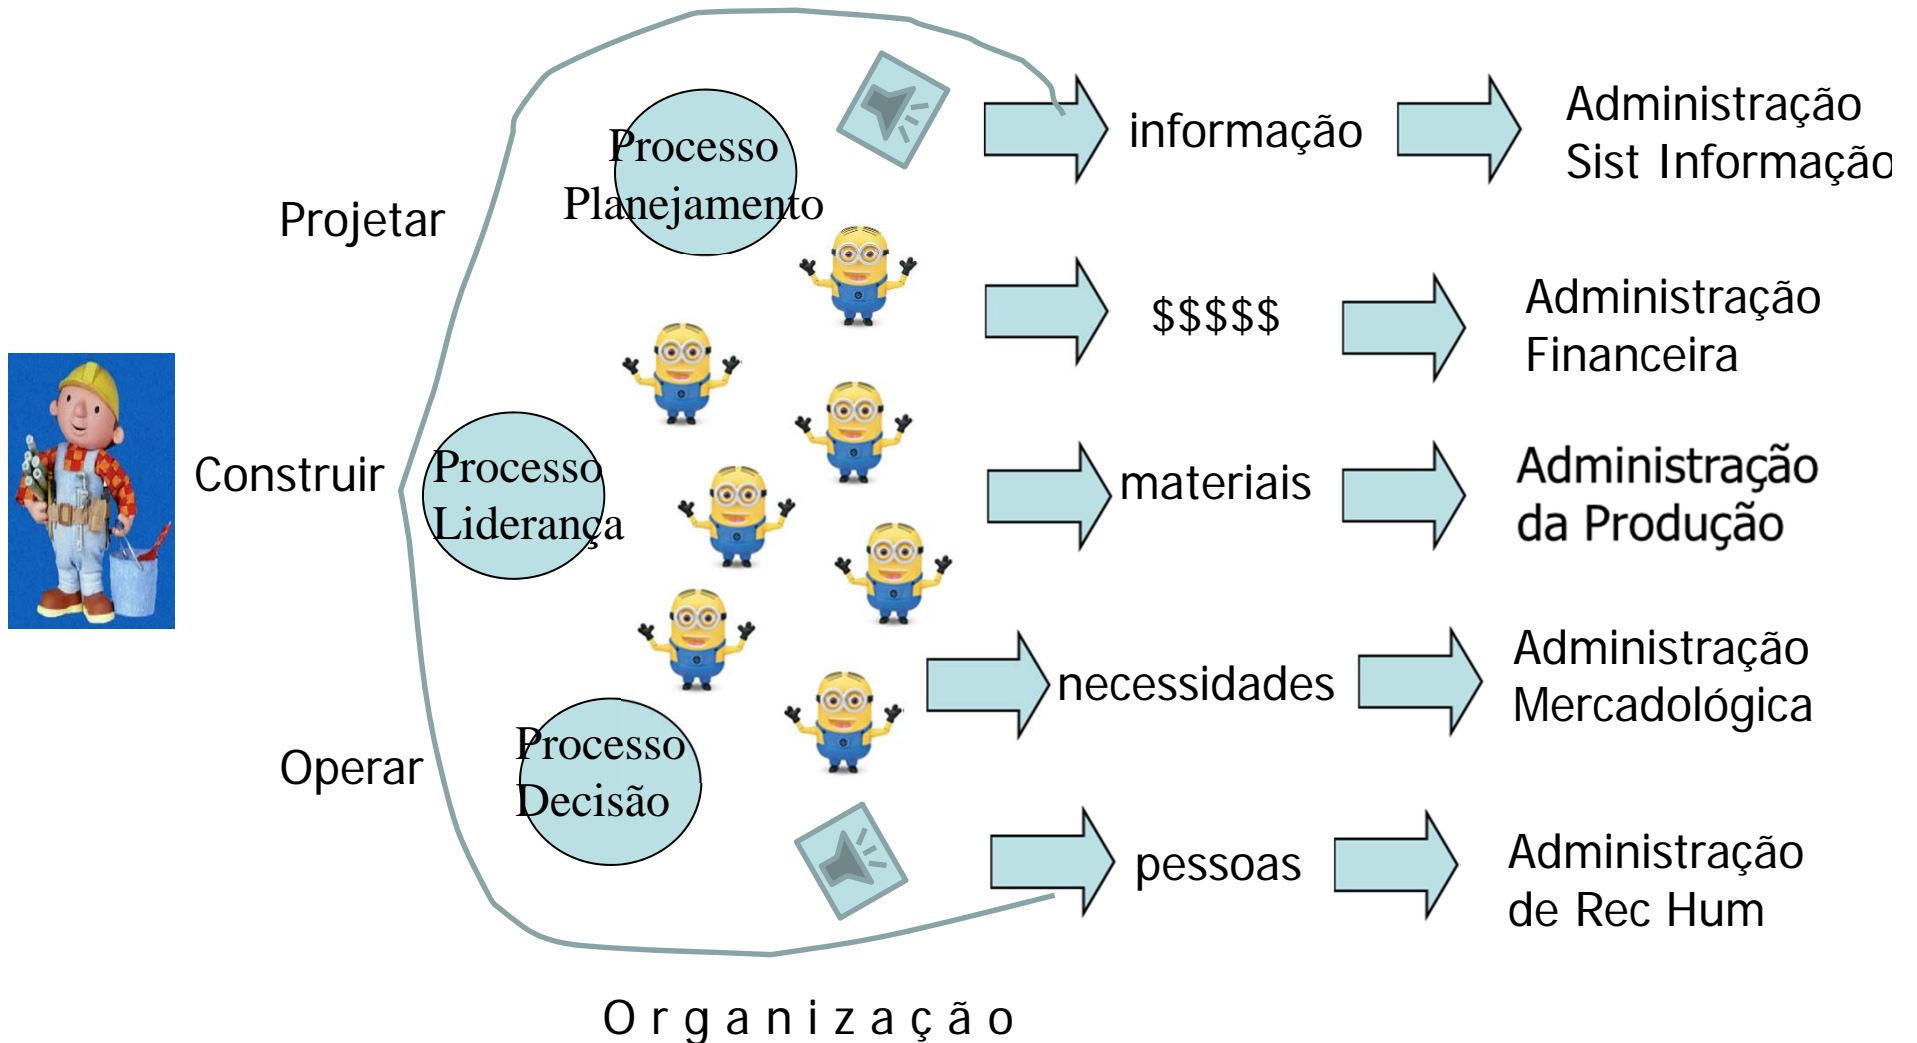 Projetar
Construir
Operar
Processo
Planejamento
Processo
Liderança
Processo
Decisão
informação
Administração
Sist Informação
$$$$$
Administração
Financeira
materiais
Administração
da Produção
necessidades
Administração
Mercadológica
pessoas
Administração
de Rec Hum
Organização